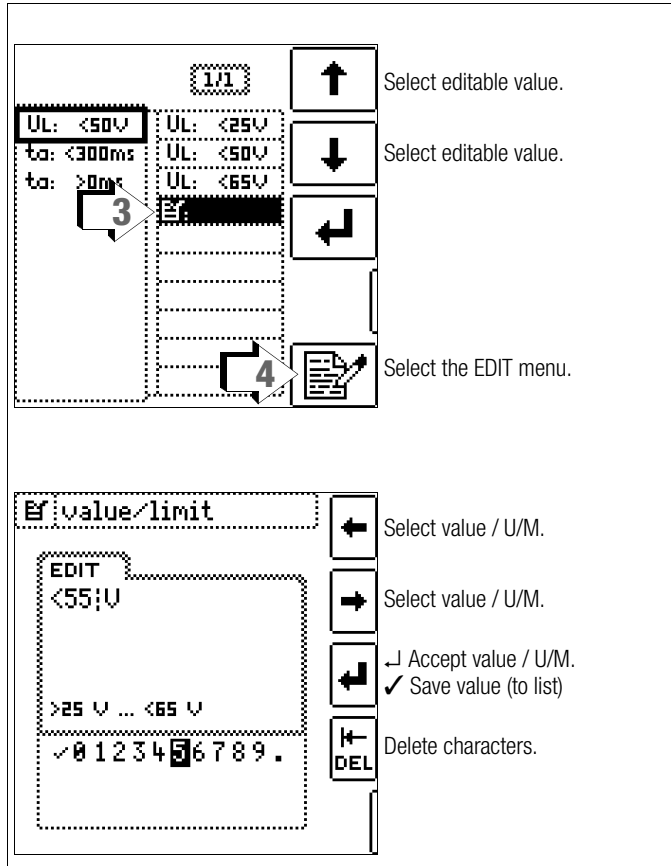 1/1
Select editable value.
UL: <50V
UL: <25V
ta: <300ms
UL: <50V
Select editable value.
ta: >0ms
UL: <65V
3
4
Select the EDIT menu.
value/limit
Select value / U/M.
EDIT
<55¦V
Select value / U/M.
↵ Accept value / U/M.
✓ Save value (to list)
>25 V ... <65 V
✓0123456789.
DEL
Delete characters.